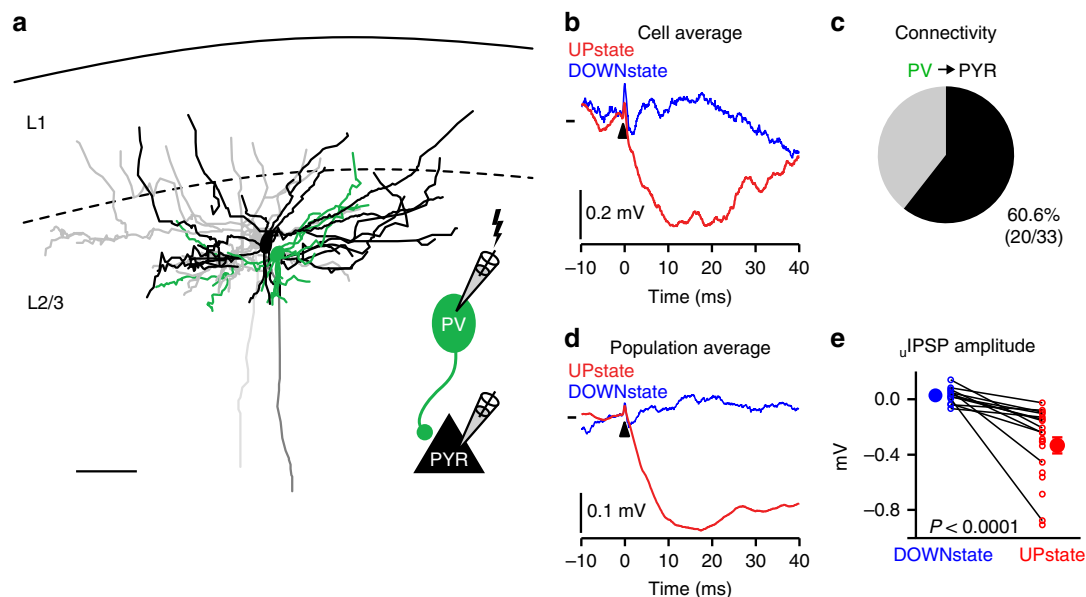 a
L1
L2/3
PV
PYR
b
Cell average
UPstate
DOWNstate
0.2 mV
–10 0 10 20 30 40
Time (ms)
c
Connectivity
PV → PYR
60.6%
(20/33)
d
Population average
UPstate
DOWNstate
0.1 mV
–10 0 10 20 30 40
Time (ms)
e
uIPSP amplitude
0.0
–0.4
–0.8
mV
P < 0.0001
DOWNstate UPstate